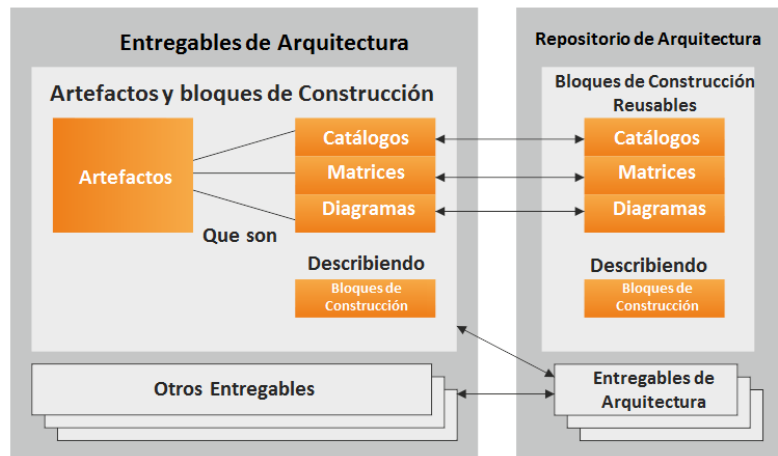 Entregables de Arquitectura
Artefactos y bloques de Construcción
Artefactos
Que son
Catálogos
Matrices
Diagramas
Describiendo
Bloques de
Construcción
Otros Entregables
Repositorio de Arquitectura
Bloques de Construcción
Reusables
Catálogos
Matrices
Diagramas
Describiendo
Bloques de
Construcción
Entregables de
Arquitectura